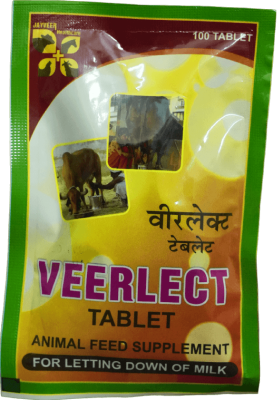 JAYVEER
100 TABLET
वीरलेक्ट
टेबलेट
VEERLECT
TABLET
ANIMAL FEED SUPPLEMENT
FOR LETTING DOWN OF MILK